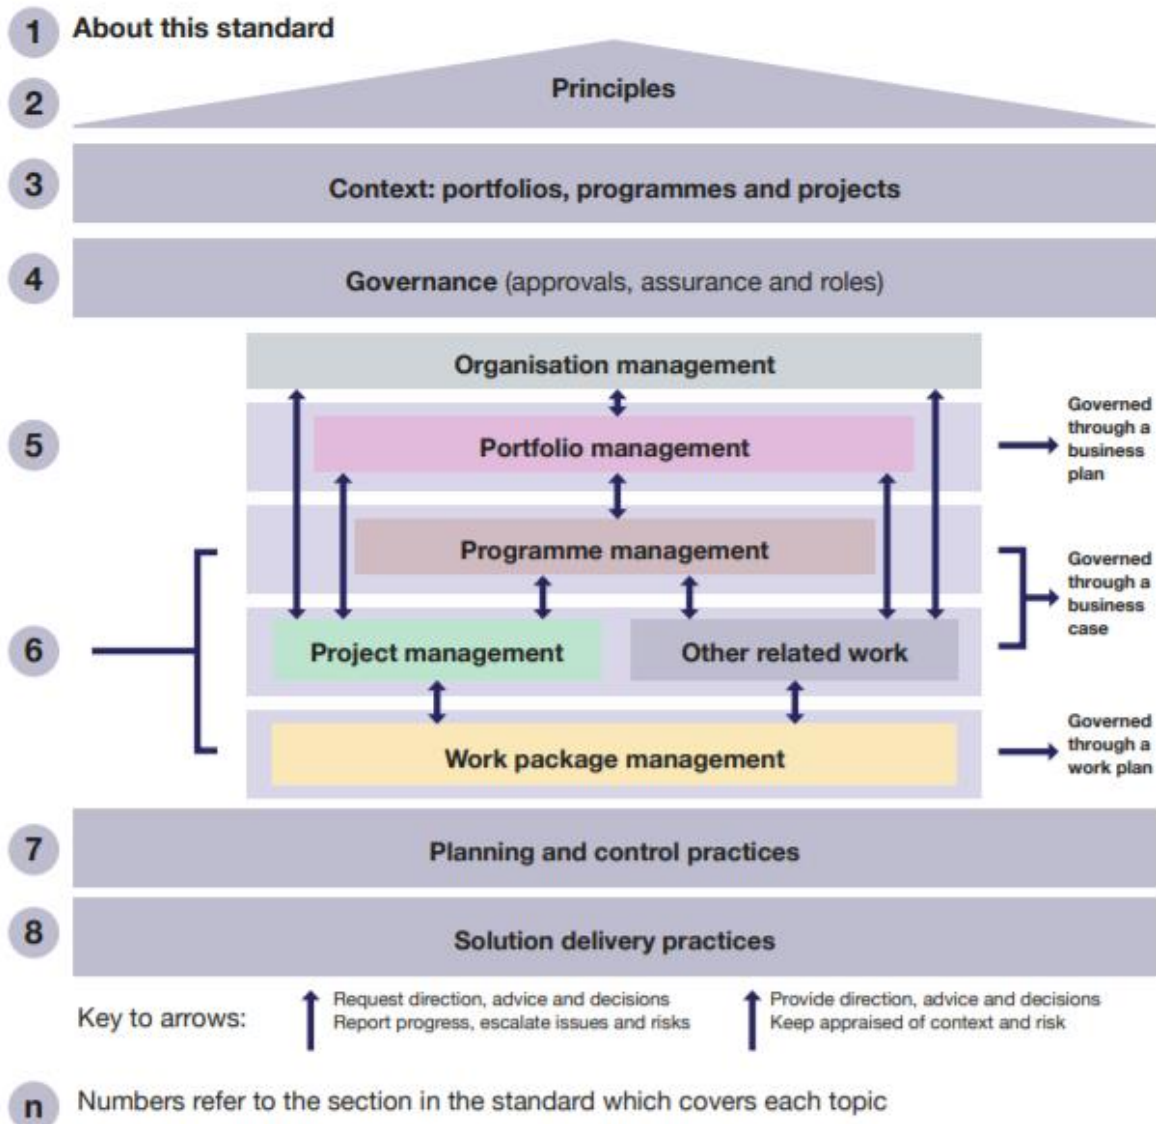 1 About this standard
2 Principles
3 Context: portfolios, programmes and projects
4 Governance (approvals, assurance and roles)
Organisation management
5 Portfolio management
Governed
through a
business
plan
Programme management
Governed
through a
business
case
6 Project management Other related work
Work package management
Governed
through a
work plan
7 Planning and control practices
8 Solution delivery practices
Key to arrows:
Request direction, advice and decisions
Report progress, escalate issues and risks
Provide direction, advice and decisions
Keep appraised of context and risk
n Numbers refer to the section in the standard which covers each topic